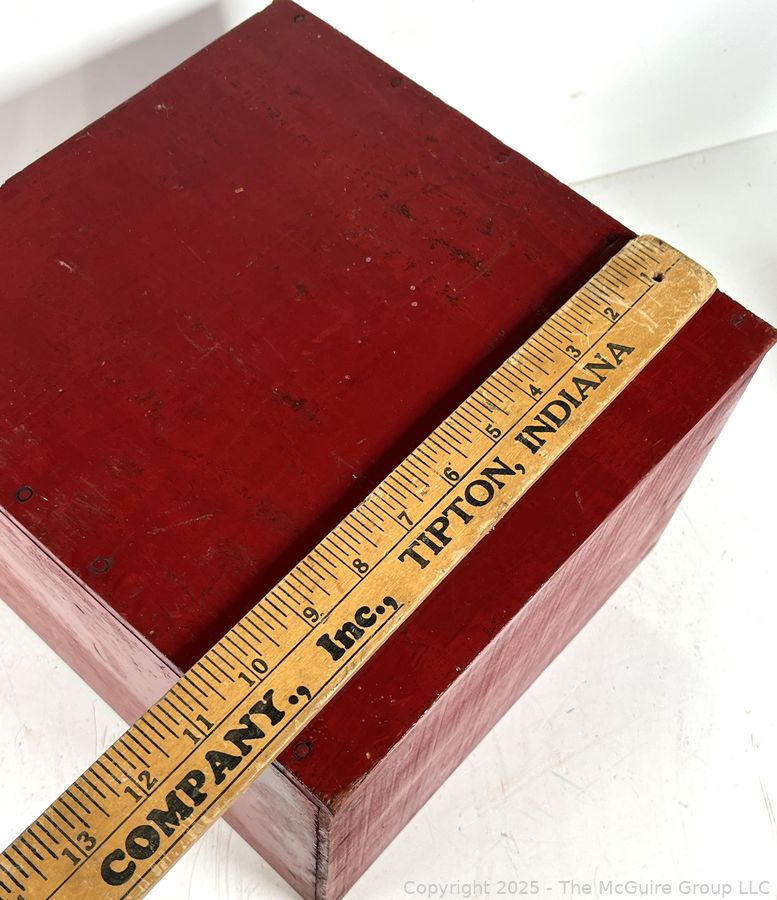 1 2 3 4 5 6 7 8 9 10 11 12 13
COMPANY., Inc., TIPTON, INDIANA
Copyright 2025 - The McGuire Group LLC